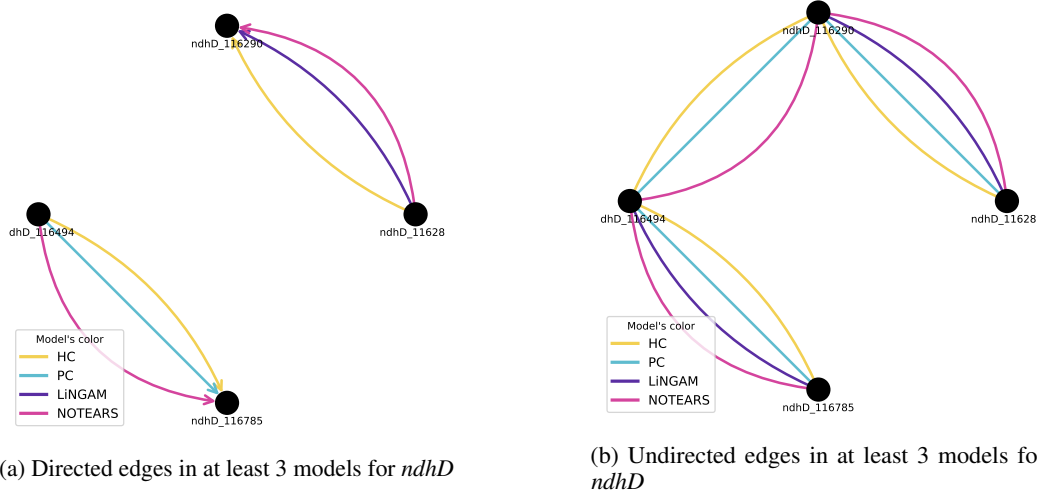 ndhD_116290
ndhD_11628
dhD_116494
Model's color
HC
PC
LiNGAM
NOTEARS
ndhD_116785
(a) Directed edges in at least 3 models for ndhD
ndhD_116290
dhD_116494
ndhD_11628
Model's color
HC
PC
LiNGAM
NOTEARS
ndhD_116785
(b) Undirected edges in at least 3 models fo
ndhD